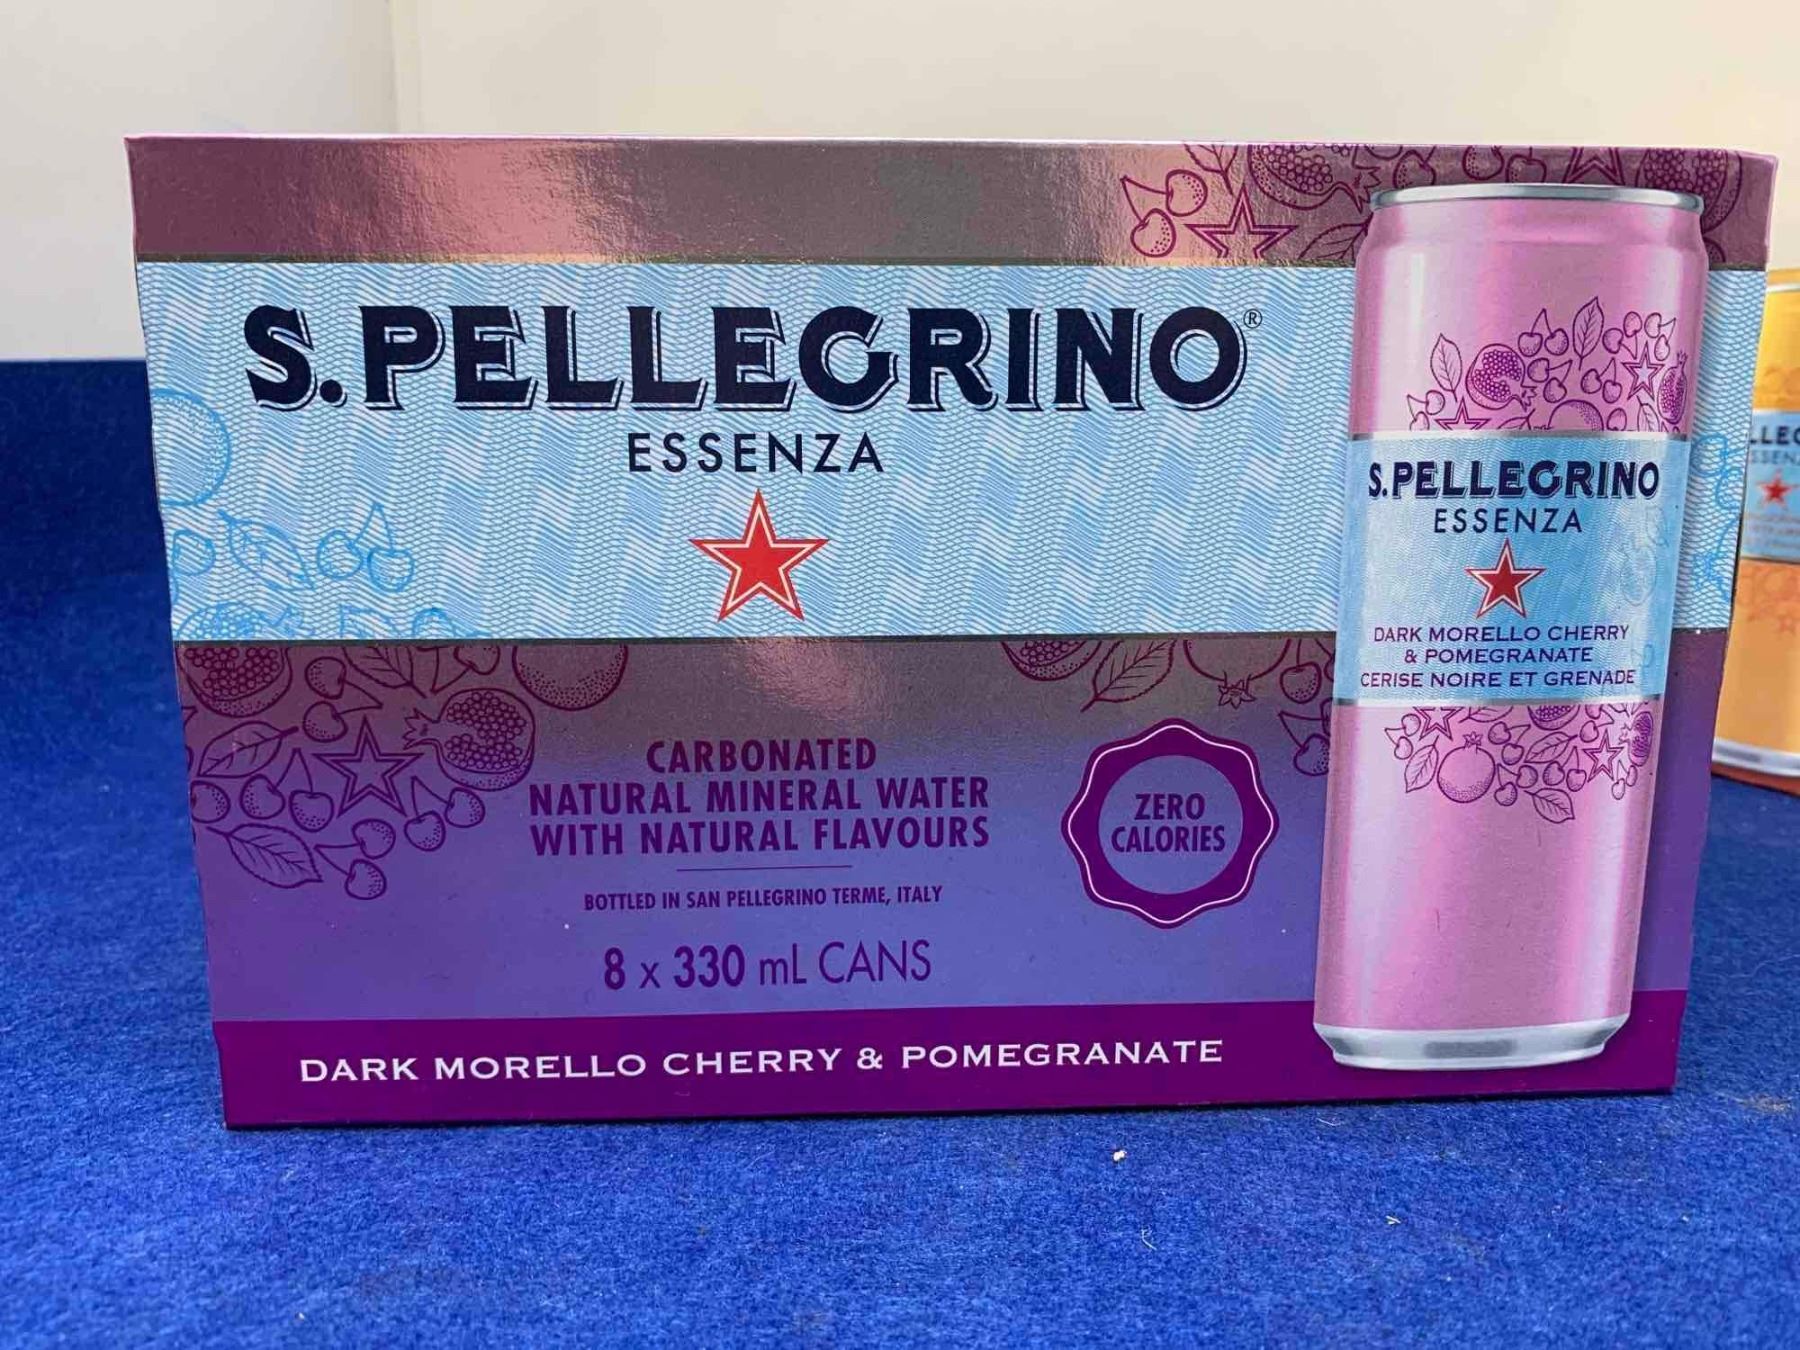 S.PELLEGRINO®
ESSENZA
CARBONATED
NATURAL MINERAL WATER
WITH NATURAL FLAVOURS
BOTTLED IN SAN PELLEGRINO TERME, ITALY
8 x 330 mL CANS
ZERO
CALORIES
DARK MORELLO CHERRY & POMEGRANATE
S.PELLEGRINO
ESSENZA
DARK MORELLO CHERRY
& POMEGRANATE
CERISE NOIRE ET GRENADE